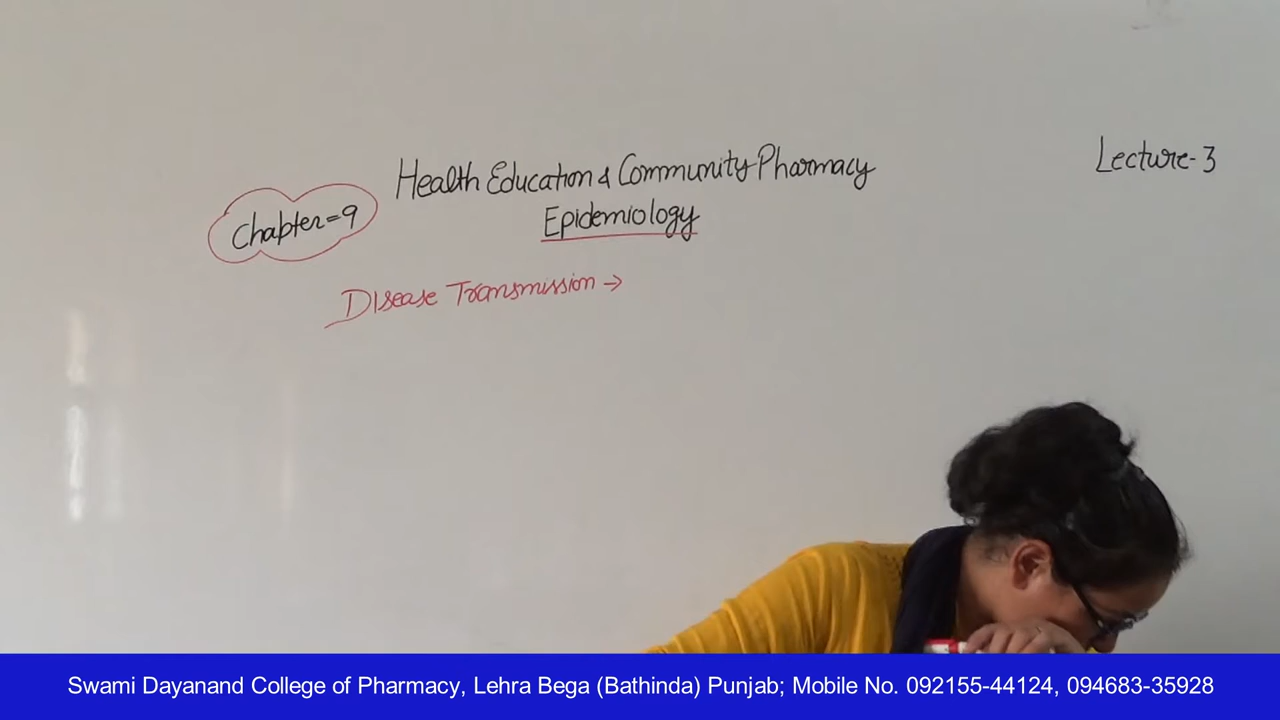 Health Education & Community Pharmacy
Lecture-3
Chapter=9
Epidemiology
Disease Transmission →
Swami Dayanand College of Pharmacy, Lehra Bega (Bathinda) Punjab; Mobile No. 092155-44124, 094683-35928